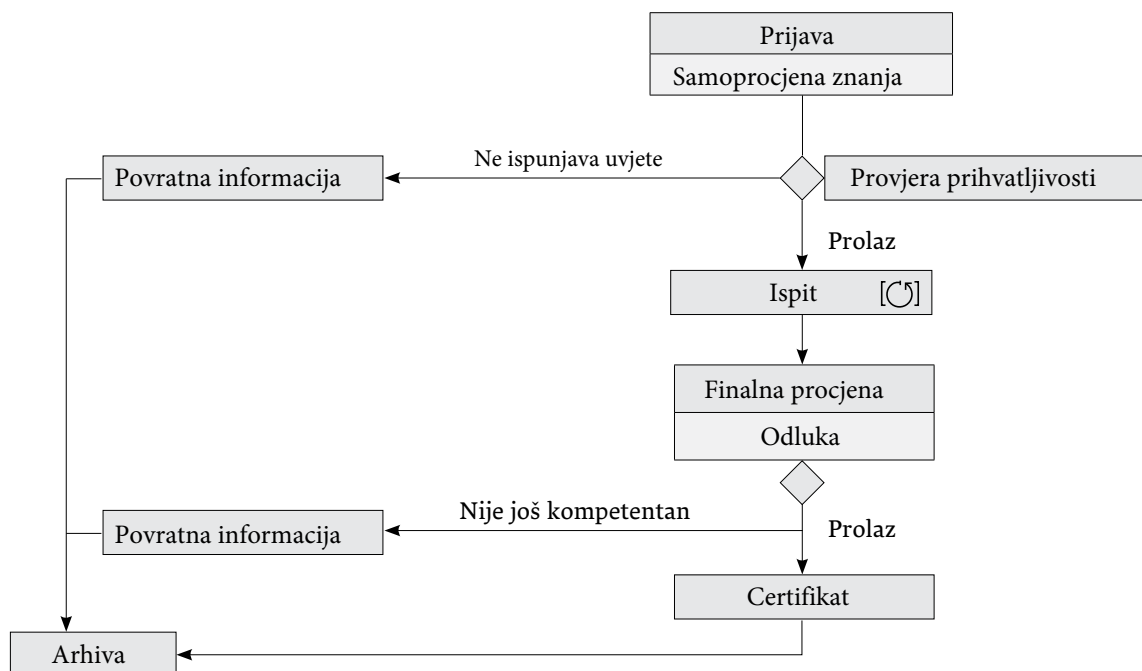 Prijava
Samoprocjena znanja
Ne ispunjava uvjete
Povratna informacija
Provjera prihvatljivosti
Prolaz
Ispit
Finalna procjena
Odluka
Nije još kompetentan
Povratna informacija
Prolaz
Certifikat
Arhiva